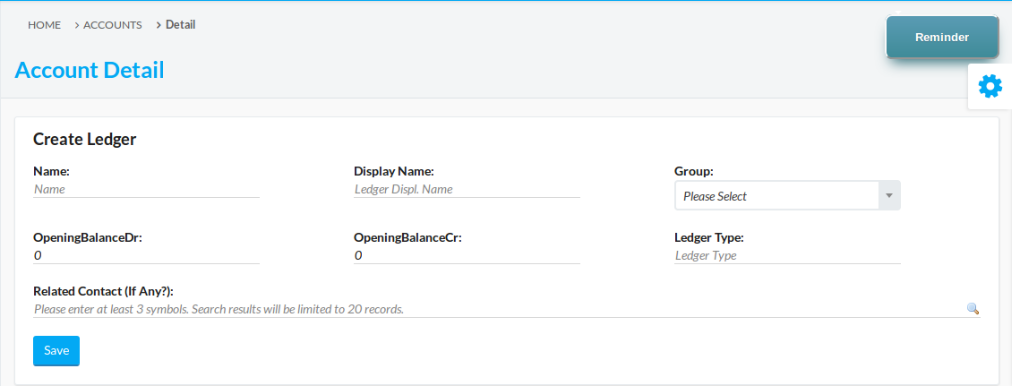 HOME > ACCOUNTS > Detail
Reminder
Account Detail
Create Ledger
Name: Display Name: Group:
Name Ledger Displ. Name Please Select
OpeningBalanceDr: OpeningBalanceCr: Ledger Type:
0 0 Ledger Type
Related Contact (If Any?):
Please enter at least 3 symbols. Search results will be limited to 20 records.
Save